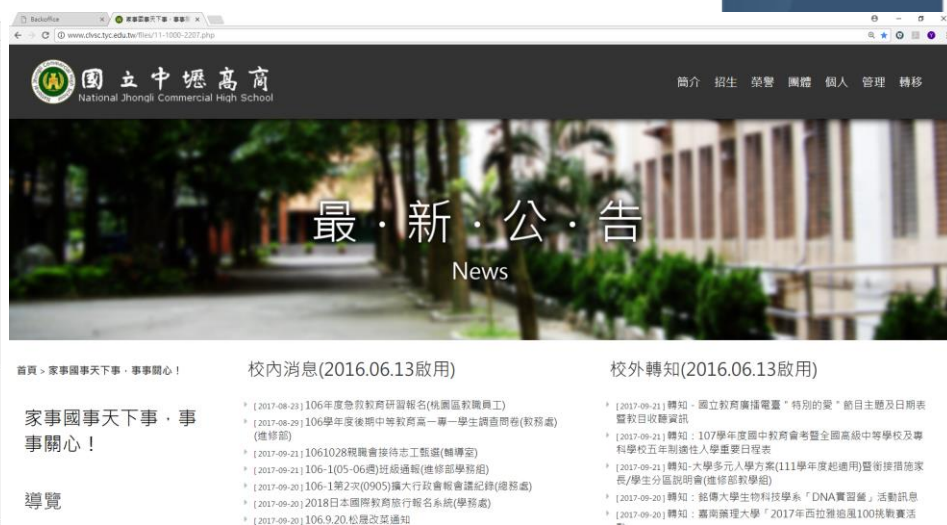 Backoffice
家事國事天下事 · 事事
www.clvsc.tyc.edu.tw/files/11-1000-2207.php
國立中壢高商
National Jhongli Commercial High School
簡介 招生 榮譽 團體 個人 管理 轉移
最 · 新 · 公 · 告
News
首頁 > 家事國事天下事 · 事事關心！
家事國事天下事 · 事
事關心！
導覽
校內消息(2016.06.13啟用)
[2017-08-23] 106年度急救教育研習報名(桃園區教職員工)
[2017-08-29] 106學年度後期中等教育高一專一學生調查問卷(教務處)
(進修部)
[2017-09-21] 1061028親職會接待志工甄選(輔導室)
[2017-09-21] 106-1(05-06週)班級通報(進修部學務組)
[2017-09-20] 106-1第2次(0905)擴大行政會報會議紀錄(總務處)
[2017-09-20] 2018日本國際教育旅行報名系統(學務處)
[2017-09-20] 106.9.20.松屋改菜通知
校外轉知(2016.06.13啟用)
[2017-09-21] 轉知 - 國立教育廣播電臺 " 特別的愛 " 節目主題及日期表
暨教目收聽資訊
[2017-09-21] 轉知：107學年度國中教育會考暨全國高級中等學校及專
科學校五年制適性入學重要日程表
[2017-09-21] 轉知-大學多元入學方案(111學年度起適用)暨銜接措施家
長/學生分區說明會(進修部教學組)
[2017-09-20] 轉知：銘傳大學生物科技學系「DNA實習營」活動訊息
[2017-09-20] 轉知：嘉南藥理大學「2017年西拉雅追風100挑戰賽活